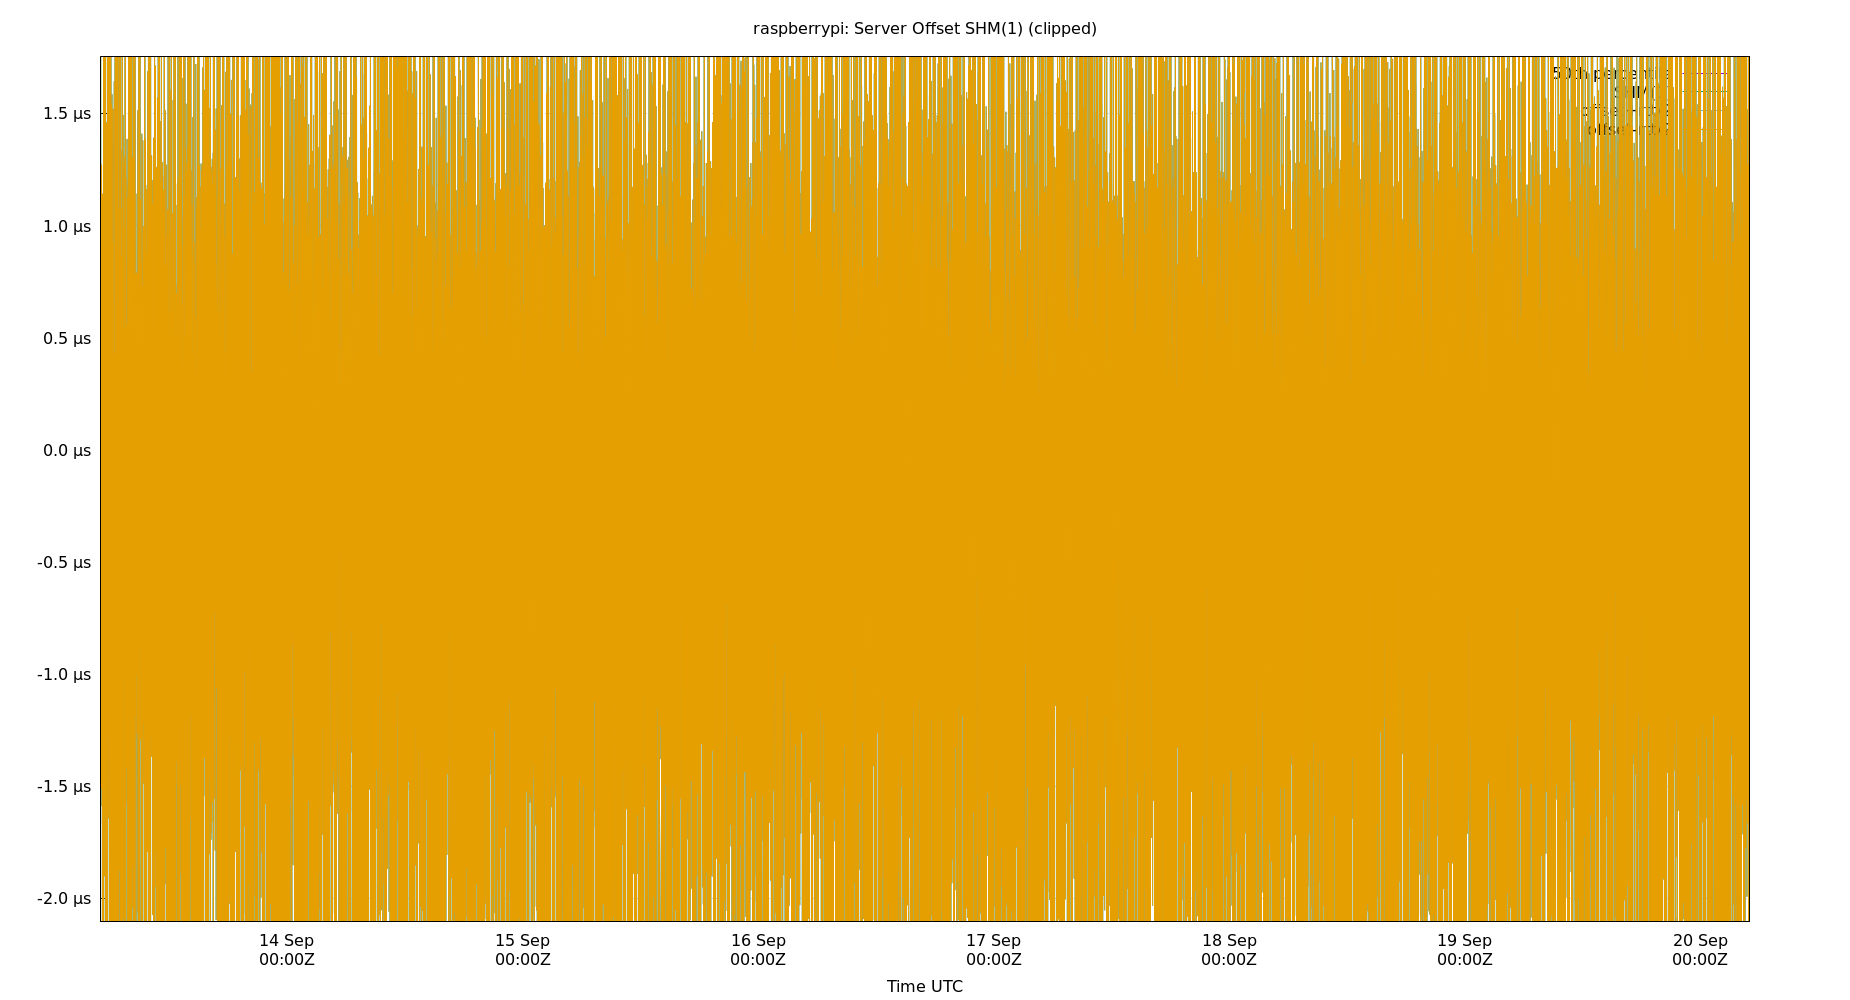 raspberrypi: Server Offset SHM(1) (clipped)
50th percentile
1.5 µs
1.0 µs
0.5 µs
0.0 µs
-0.5 µs
-1.0 µs
-1.5 µs
-2.0 µs
14 Sep 15 Sep 16 Sep 17 Sep 18 Sep 19 Sep 20 Sep
00:00Z 00:00Z 00:00Z 00:00Z 00:00Z 00:00Z 00:00Z
Time UTC